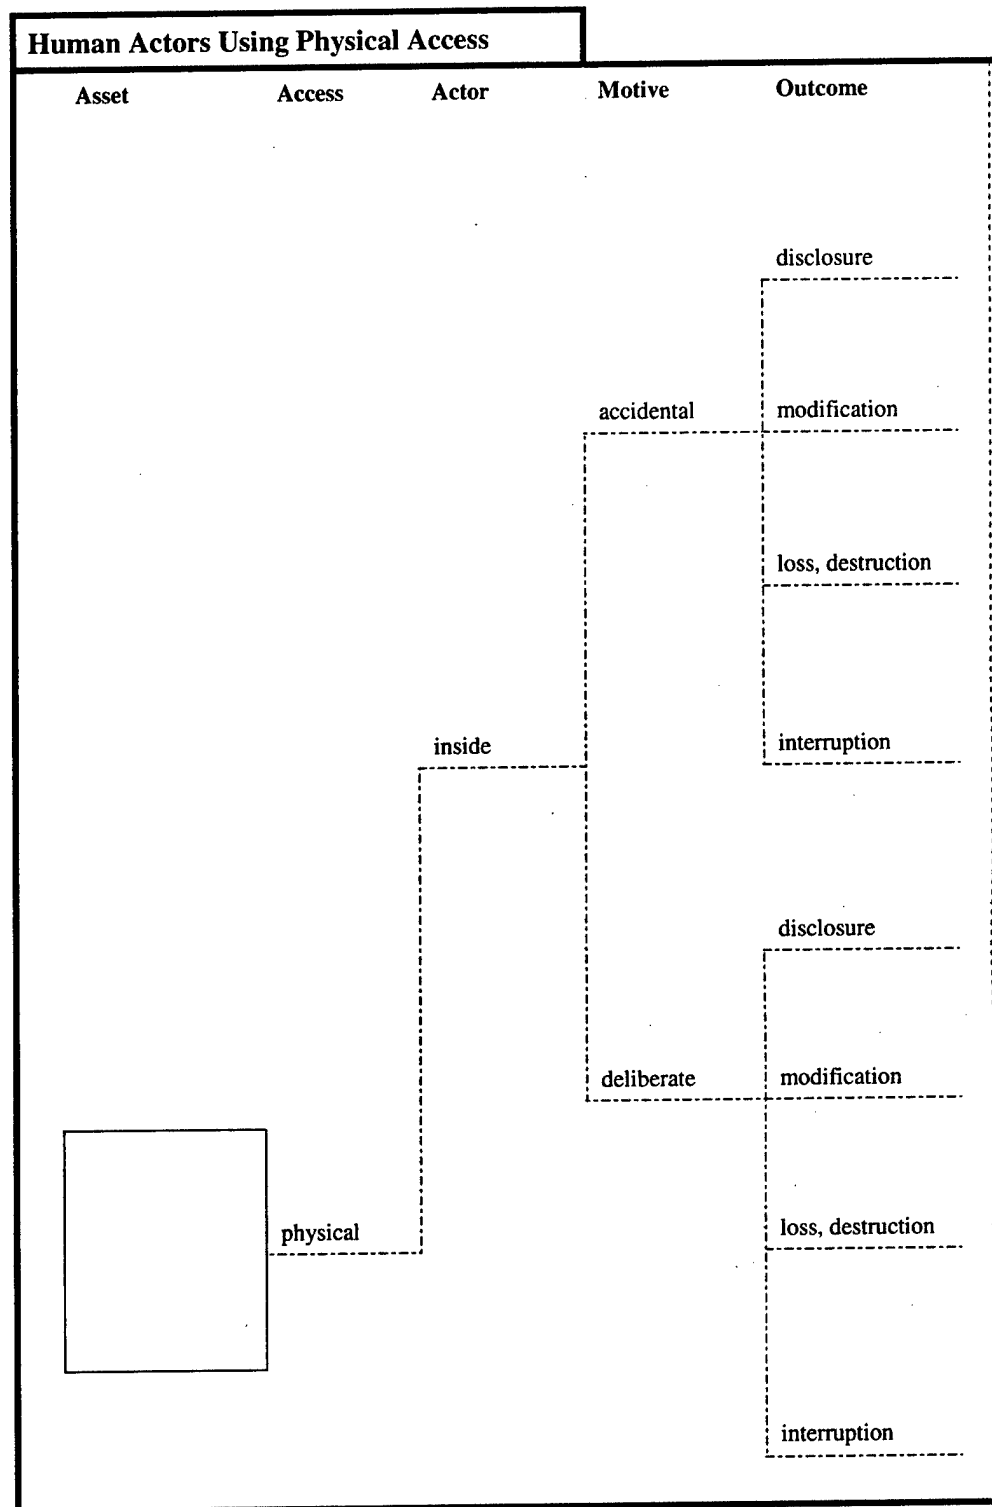 Human Actors Using Physical Access
Asset Access Actor Motive Outcome
disclosure
accidental modification
loss, destruction
inside interruption
disclosure
deliberate modification
physical loss, destruction
interruption